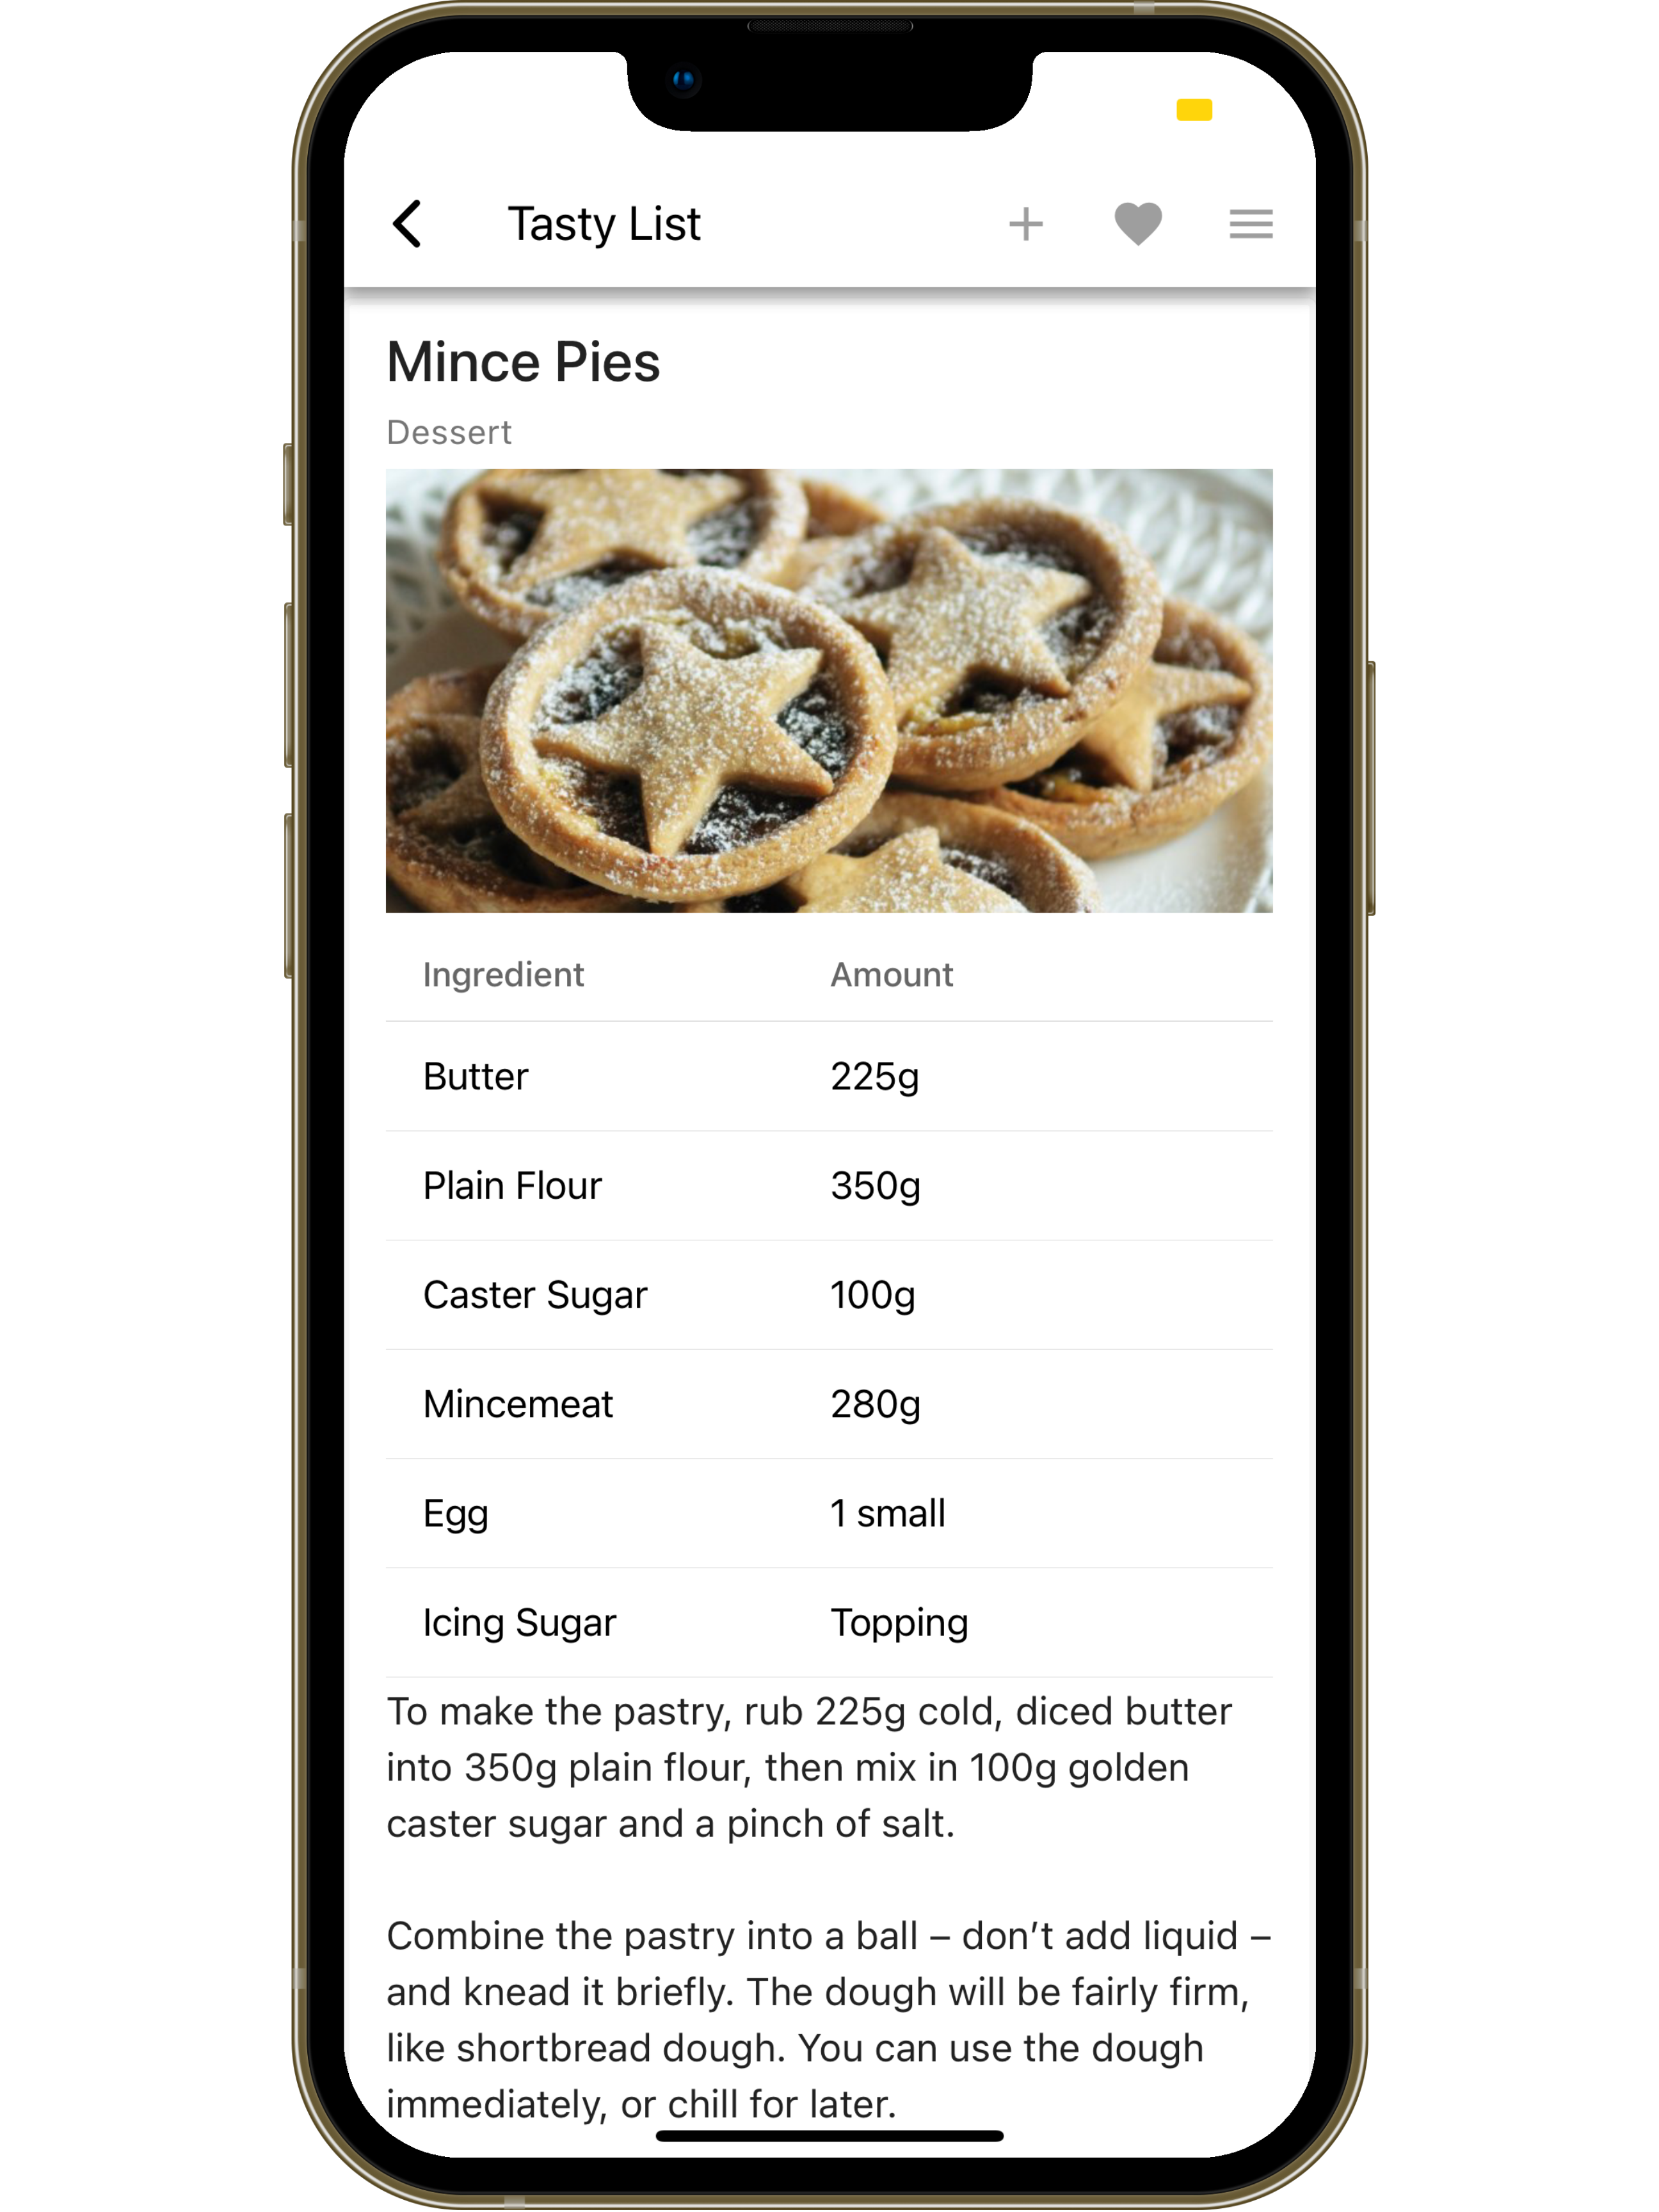 Tasty List
Mince Pies
Dessert
Ingredient Amount
Butter 225g
Plain Flour 350g
Caster Sugar 100g
Mincemeat 280g
Egg 1 small
Icing Sugar Topping
To make the pastry, rub 225g cold, diced butter
into 350g plain flour, then mix in 100g golden
caster sugar and a pinch of salt.
Combine the pastry into a ball – don’t add liquid –
and knead it briefly. The dough will be fairly firm,
like shortbread dough. You can use the dough
immediately, or chill for later.